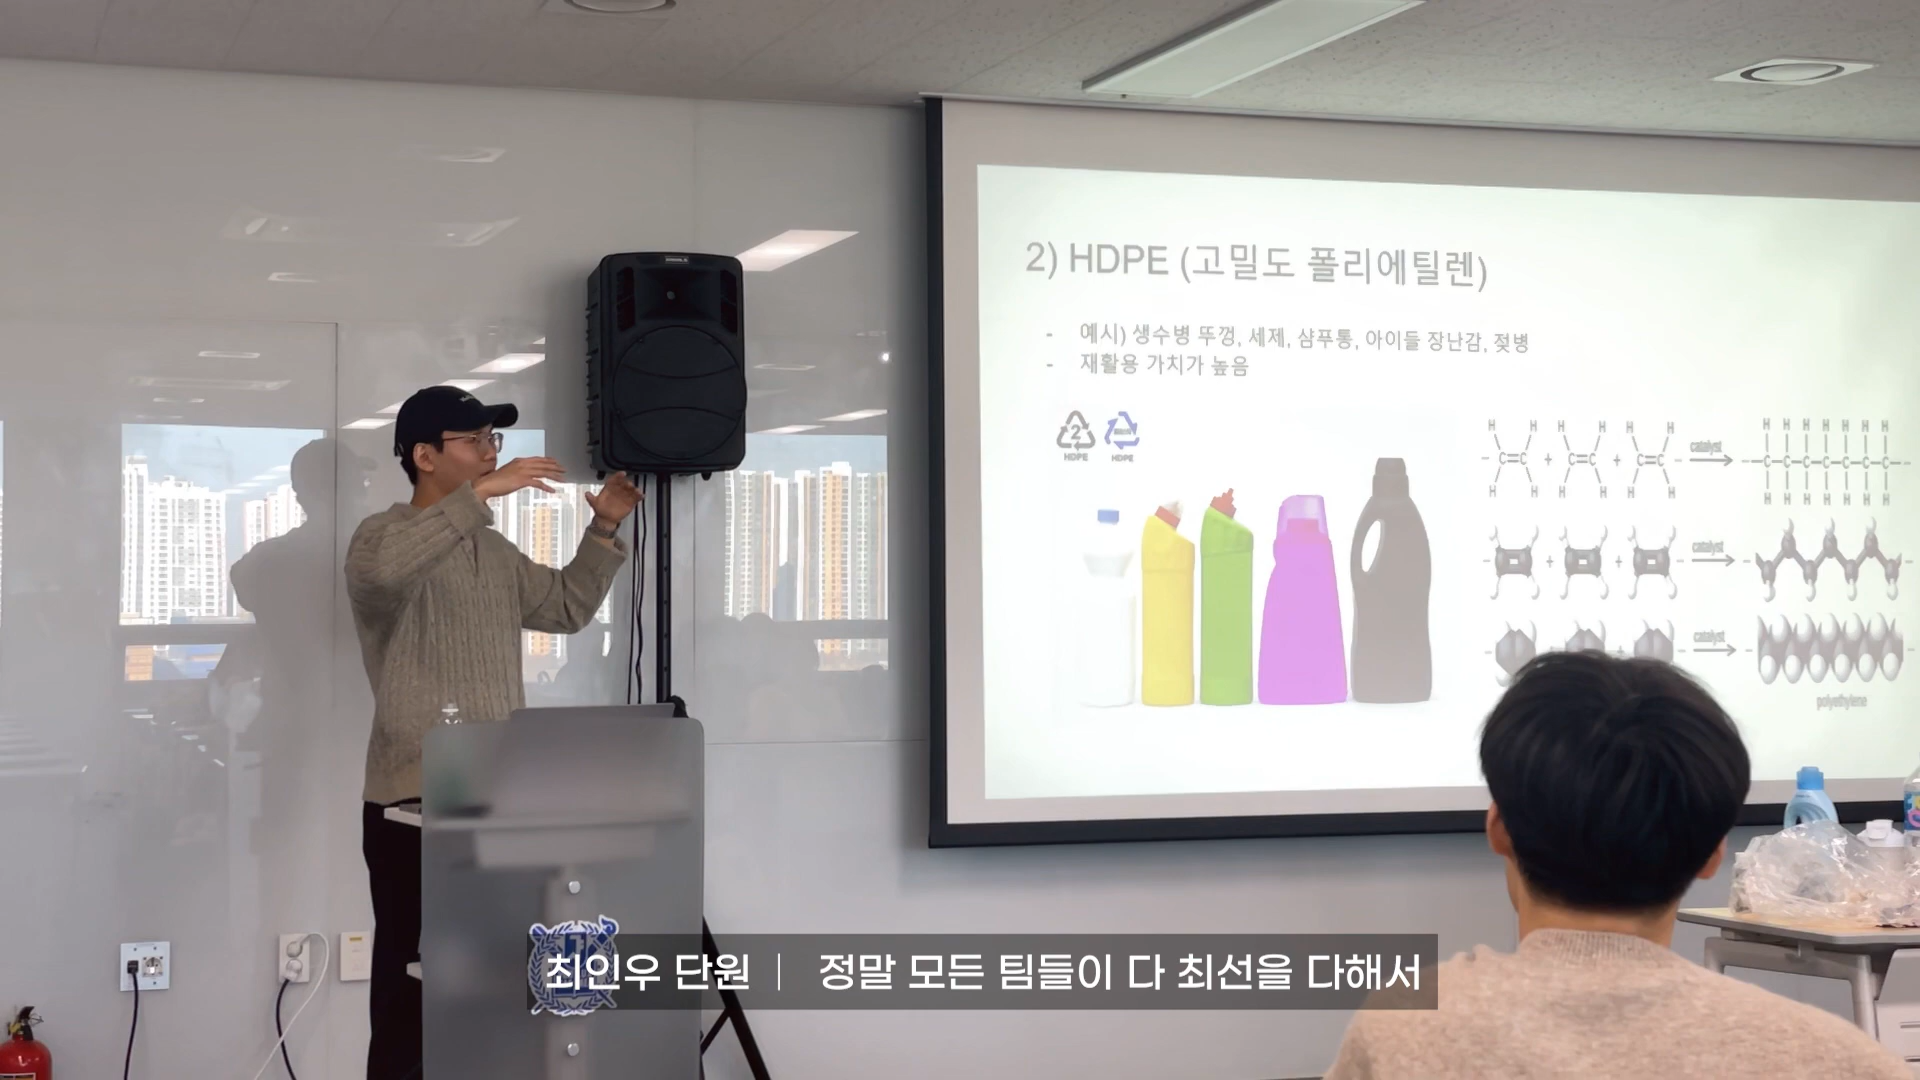 2) HDPE (고밀도 폴리에틸렌)
- 예시) 생수병 뚜껑, 세제, 샴푸통, 아이들 장난감, 젖병
- 재활용 가치가 높음
2
HDPE
HDPE
H H H H H H H H H H H H H
C=C + C=C + C=C catalyst C C C C C C C
H H H H H H H H H H H H H
catalyst
catalyst
polyethylene
최인우 단원 | 정말 모든 팀들이 다 최선을 다해서